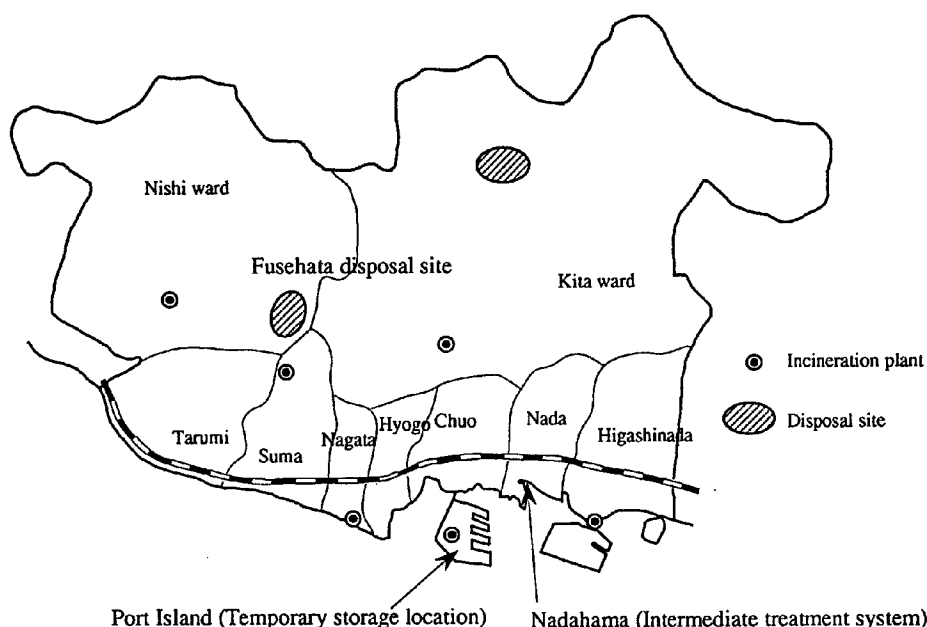 Nishi ward
Fusehata disposal site
Kita ward
Incineration plant
Disposal site
Tarumi
Suma
Nagata
Hyogo
Chuo
Nada
Higashinada
Port Island (Temporary storage location)
Nadahama (Intermediate treatment system)